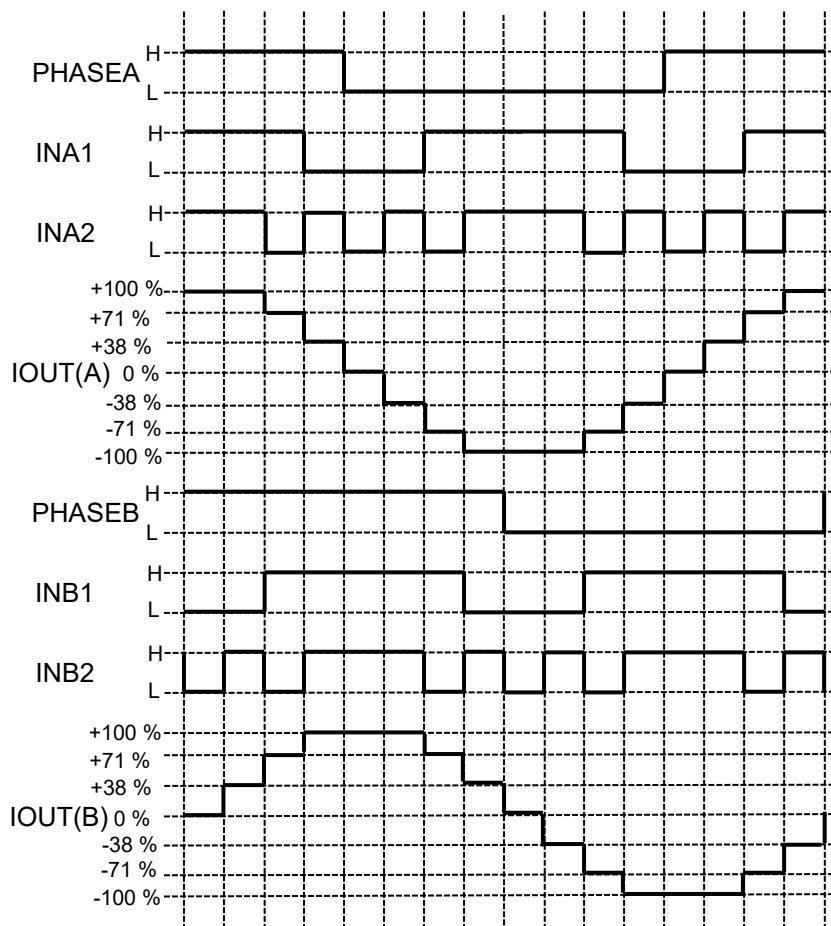 H
PHASEA
L
H
INA1
L
H
INA2
L
+100 %
+71 %
+38 %
IOUT(A) 0 %
-38 %
-71 %
-100 %
H
PHASEB
L
H
INB1
L
H
INB2
L
+100 %
+71 %
+38 %
IOUT(B) 0 %
-38 %
-71 %
-100 %